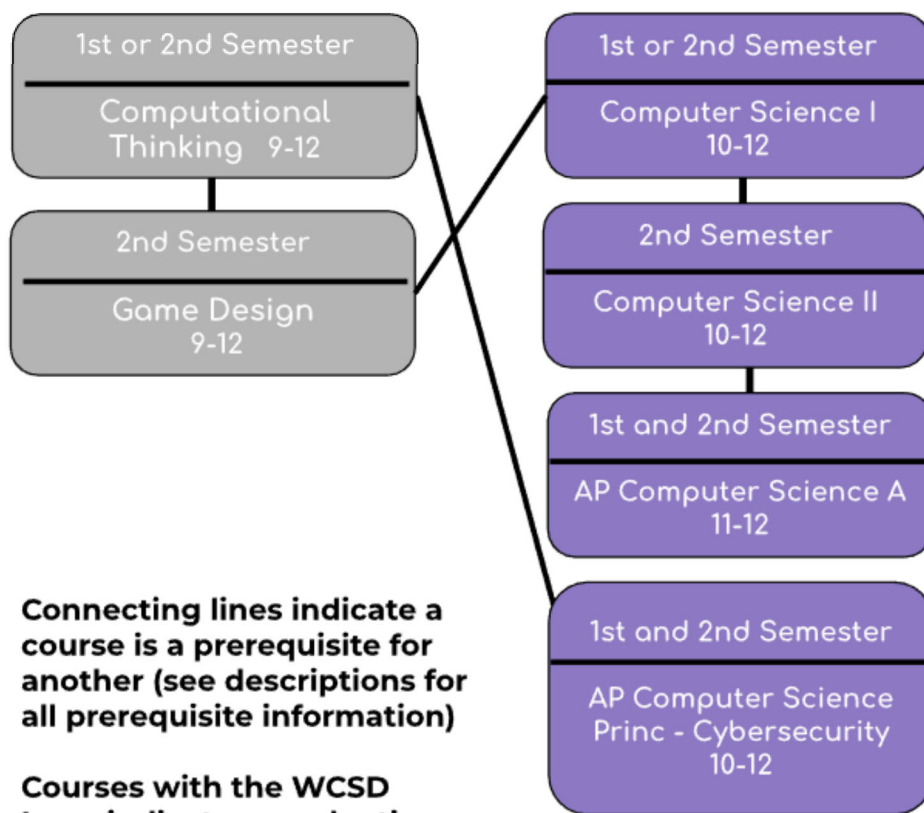 1st or 2nd Semester
Computational
Thinking 9-12
2nd Semester
Game Design
9-12
1st or 2nd Semester
Computer Science I
10-12
2nd Semester
Computer Science II
10-12
1st and 2nd Semester
AP Computer Science A
11-12
1st and 2nd Semester
AP Computer Science
Princ - Cybersecurity
10-12
Connecting lines indicate a
course is a prerequisite for
another (see descriptions for
all prerequisite information)
Courses with the WCSD